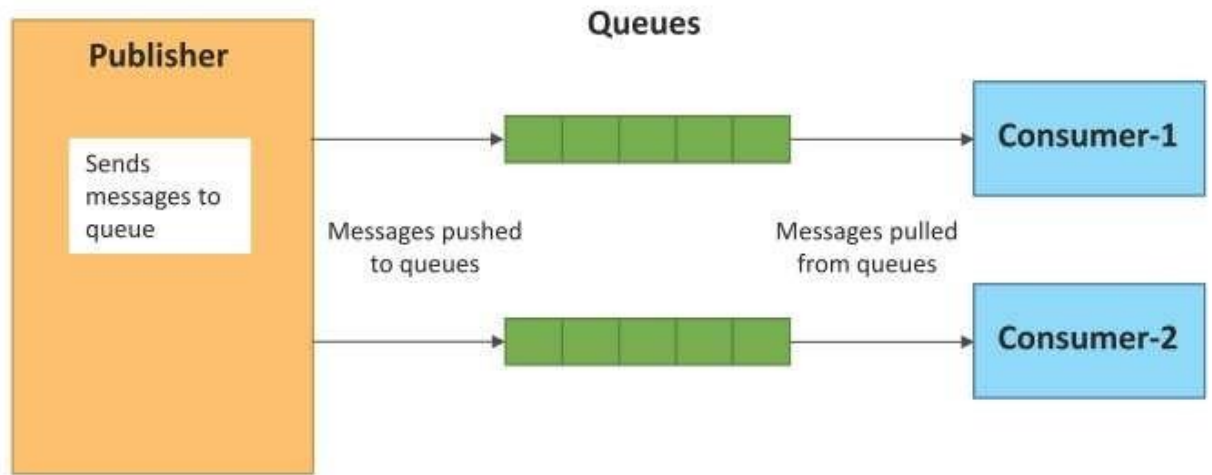 Queues
Publisher
Sends
messages to
queue
Messages pushed
to queues
Messages pulled
from queues
Consumer-1
Consumer-2